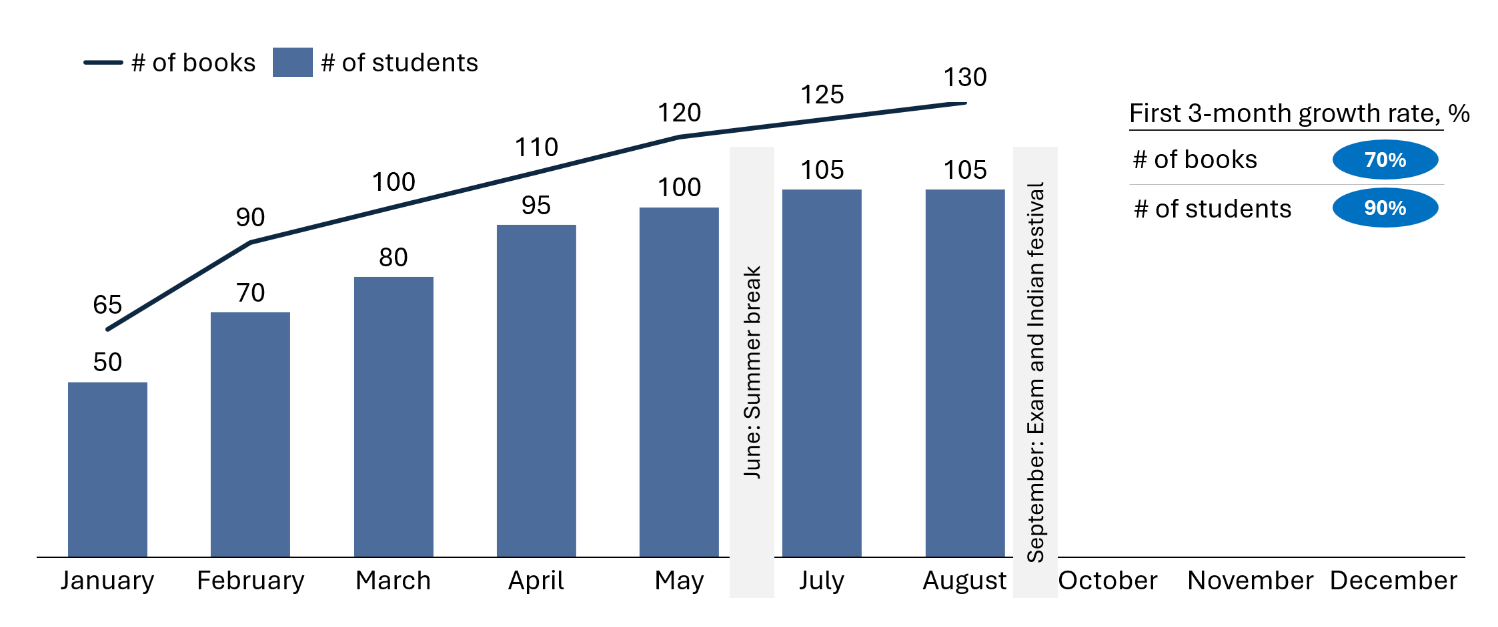 # of books # of students
First 3-month growth rate, %
# of books 70%
# of students 90%
65 90 100 110 120 125 130
50 70 80 95 100 105 105
June: Summer break
September: Exam and Indian festival
January February March April May July August October November December